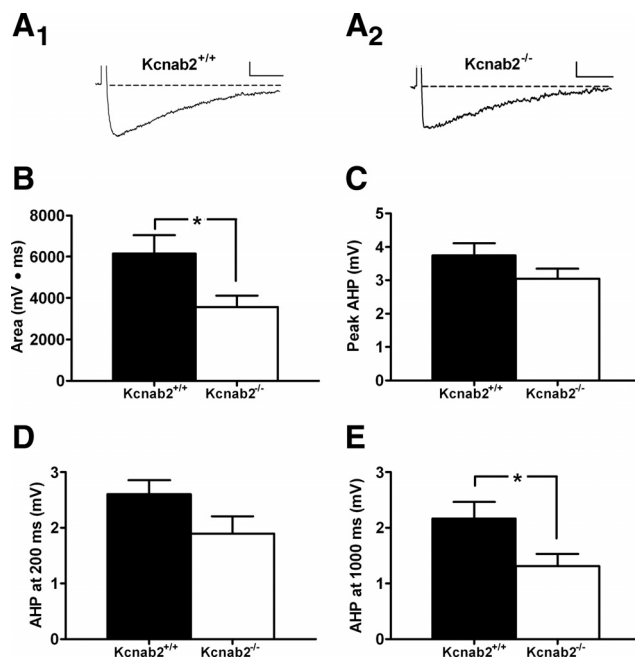 A1 A2
Kcnab2+/+ Kcnab2-/-
B C
8000
6000
4000
2000
0
Area (mV • ms)
*
Kcnab2+/+ Kcnab2-/-
5
4
3
2
1
0
Peak AHP (mV)
Kcnab2+/+ Kcnab2-/-
D E
3
2
1
0
AHP at 200 ms (mV)
Kcnab2+/+ Kcnab2-/-
3
2
1
0
AHP at 1000 ms (mV)
*
Kcnab2+/+ Kcnab2-/-